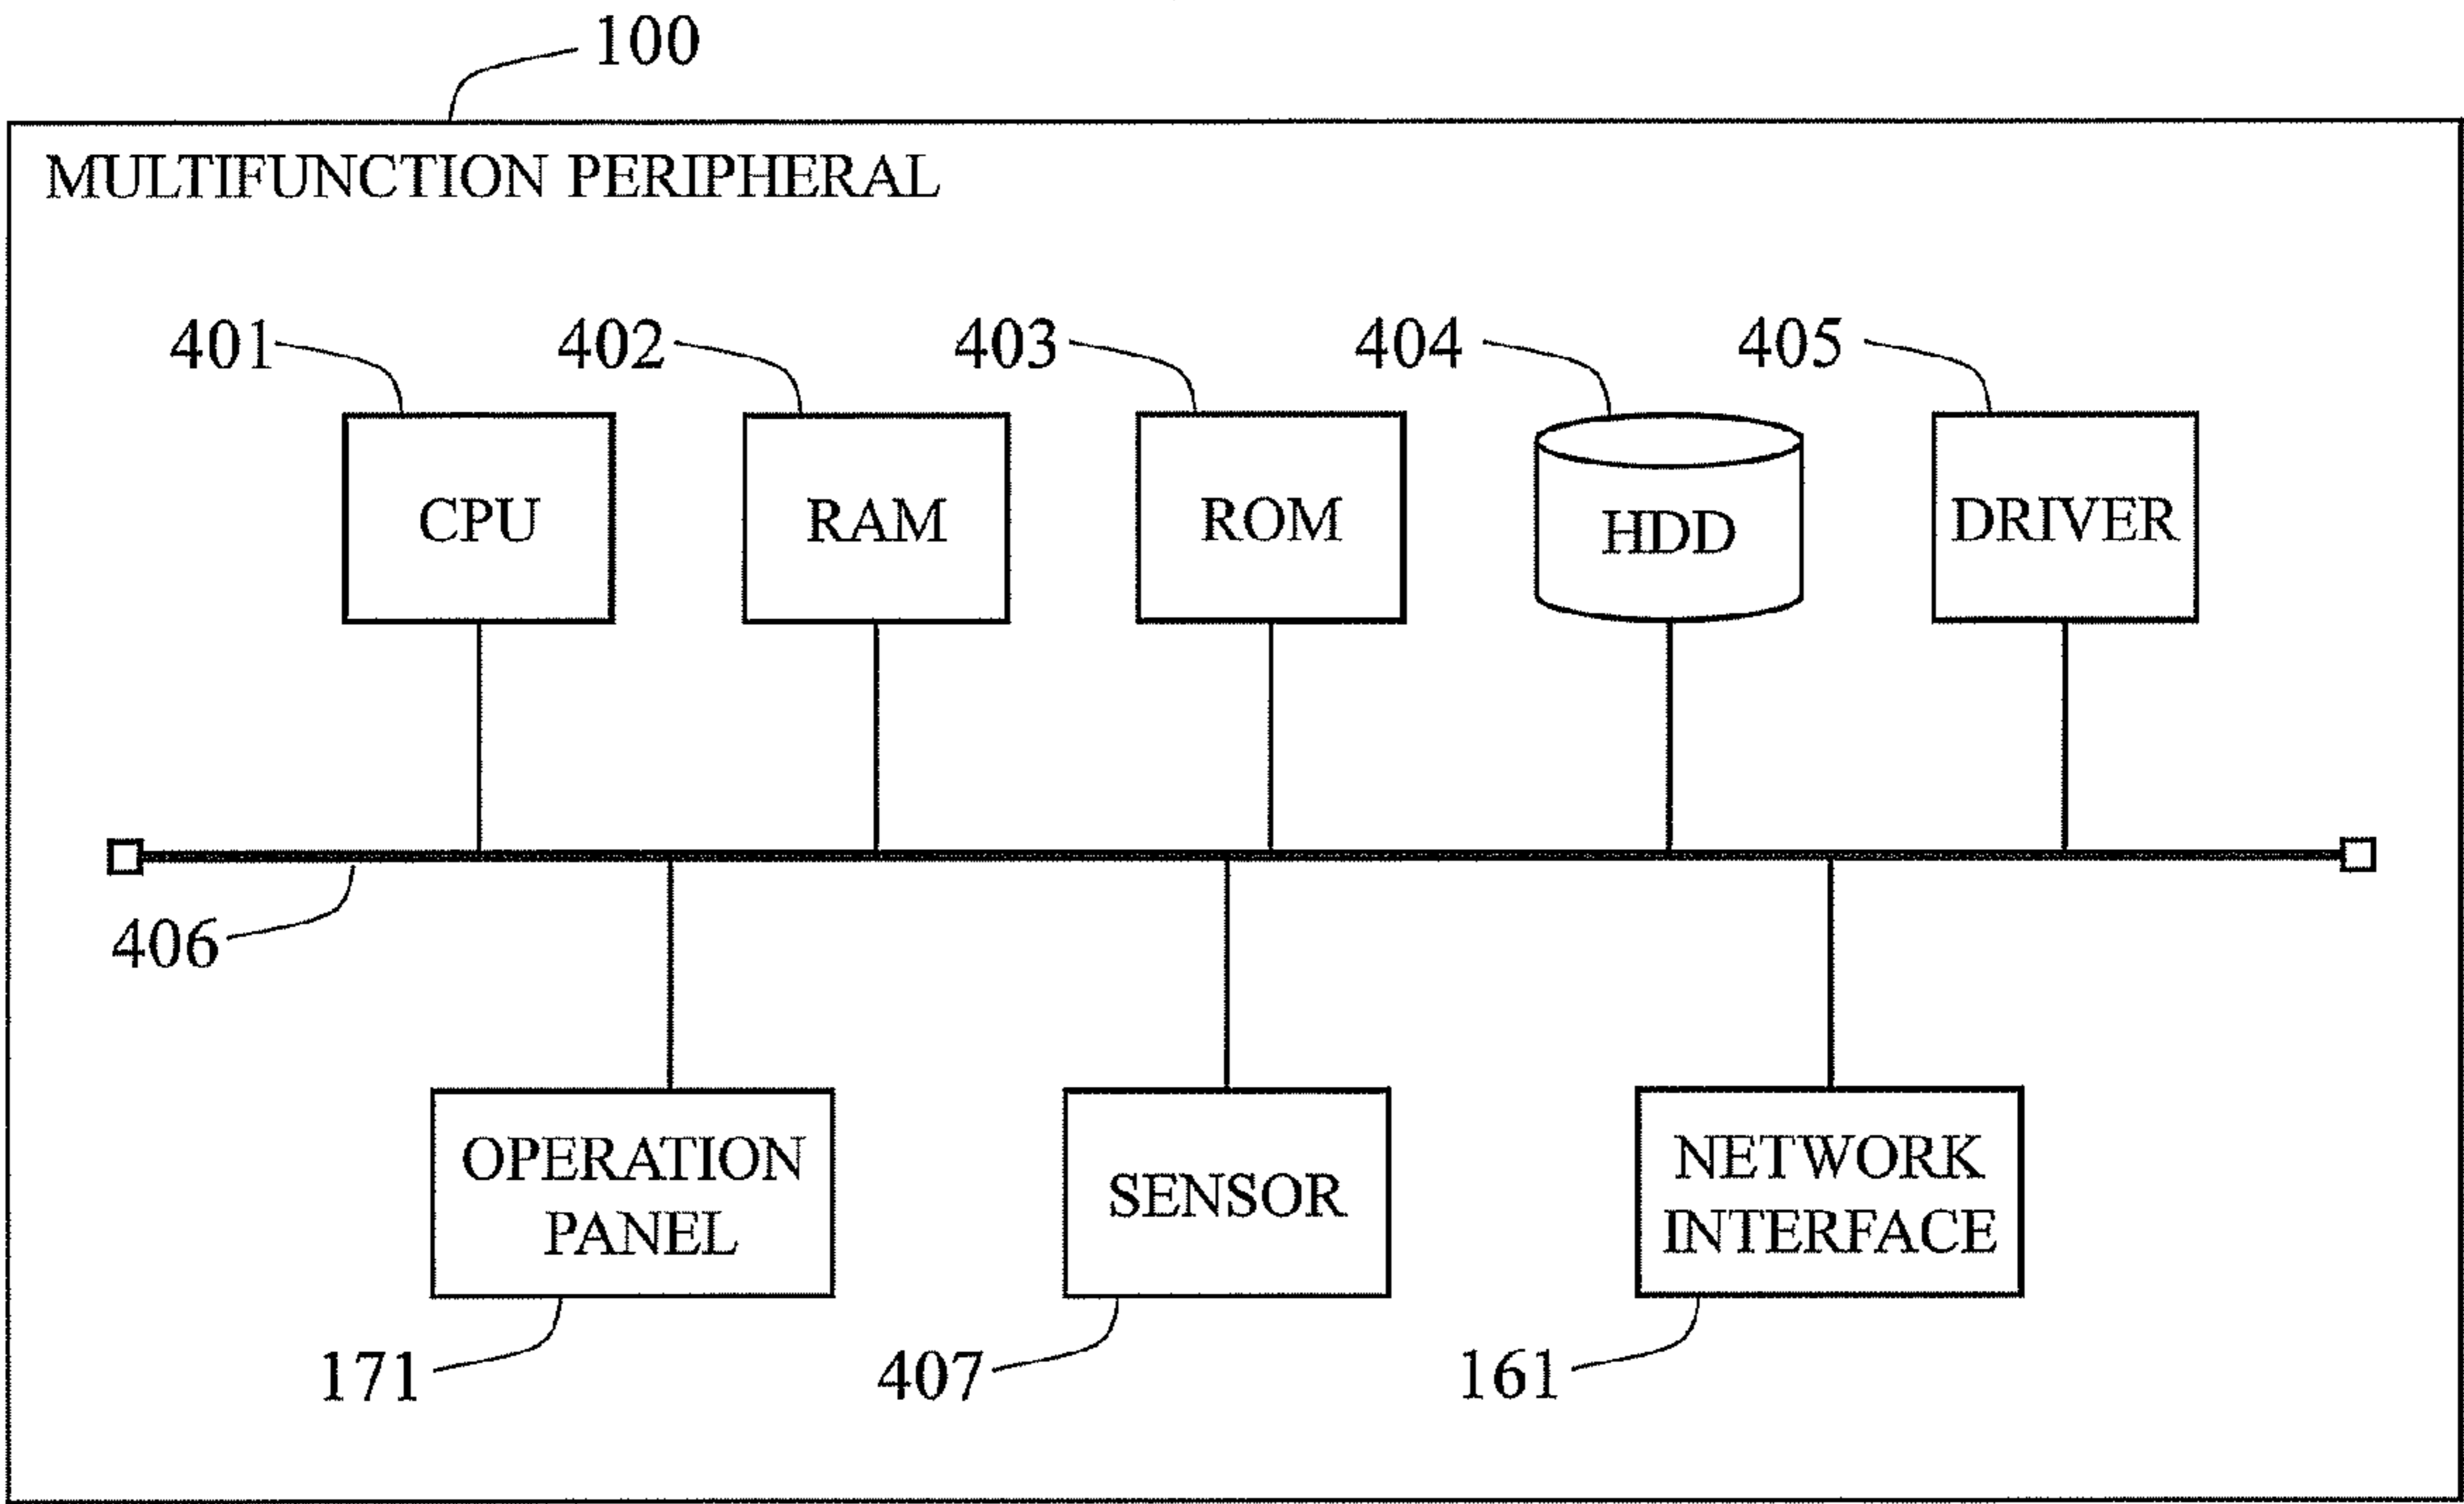 100
MULTIFUNCTION PERIPHERAL
401 402 403 404 405
CPU RAM ROM HDD DRIVER
406
OPERATION
PANEL
SENSOR
NETWORK
INTERFACE
171 407 161